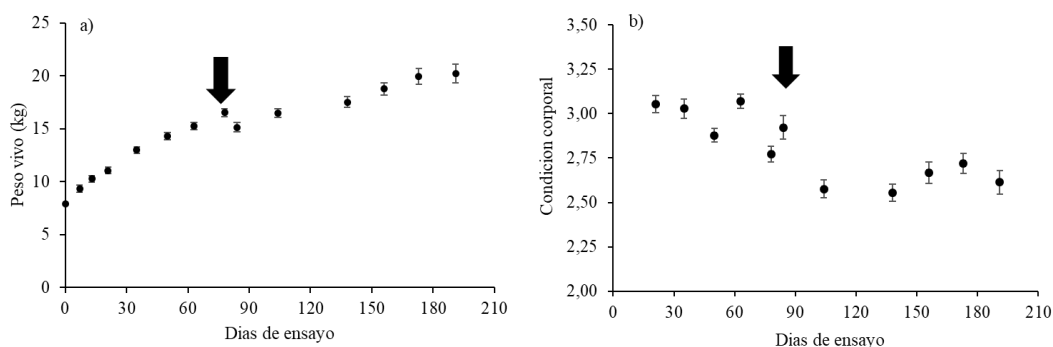 a)
25
20
15
10
5
0
Peso vivo (kg)
0 30 60 90 120 150 180 210
Dias de ensayo
b)
3,50
3,25
3,00
2,75
2,50
2,25
2,00
Condicion corporal
0 30 60 90 120 150 180 210
Dias de ensayo